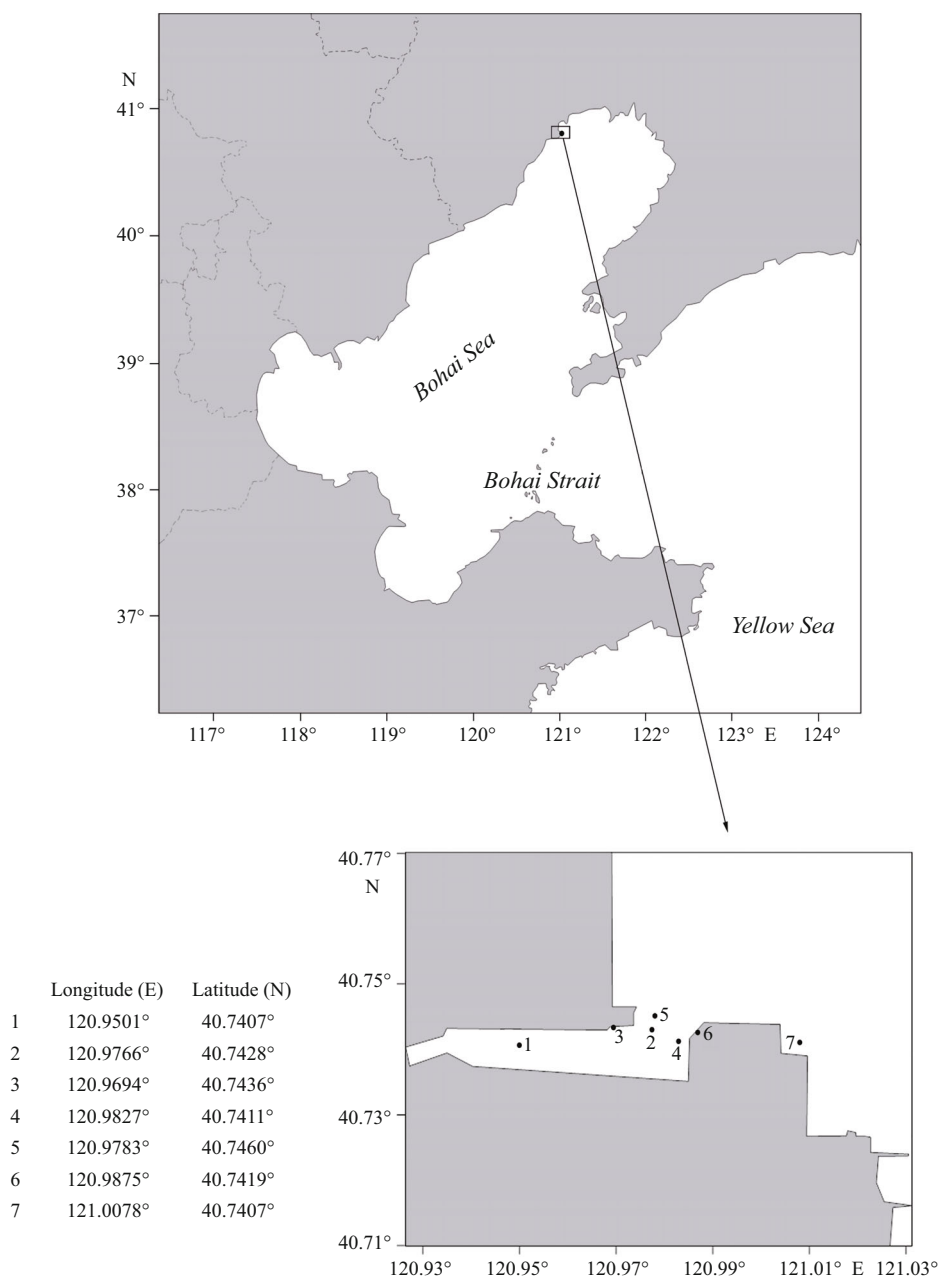 N
41°
40°
39°
38°
37°
Bohai Sea
Bohai Strait
Yellow Sea
117° 118° 119° 120° 121° 122° 123° E 124°
40.77°
N
40.75°
40.73°
40.71°
5
3 2 6
1 4 7
120.93° 120.95° 120.97° 120.99° 121.01° E 121.03°
Longitude (E) Latitude (N)
1 120.9501° 40.7407°
2 120.9766° 40.7428°
3 120.9694° 40.7436°
4 120.9827° 40.7411°
5 120.9783° 40.7460°
6 120.9875° 40.7419°
7 121.0078° 40.7407°